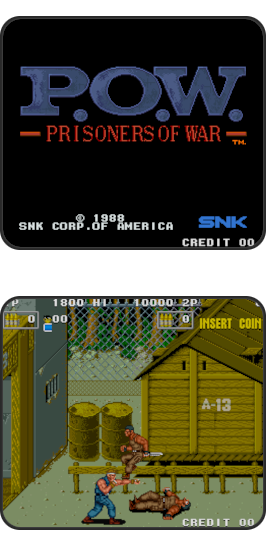 P.O.W.
PRISONERS OF WAR
TM.
© 1988
SNK CORP.OF AMERICA
SNK
CREDIT 00
P 1800 HI 10000 2P
0 00 0 INSERT COIN
A-13
CREDIT 00